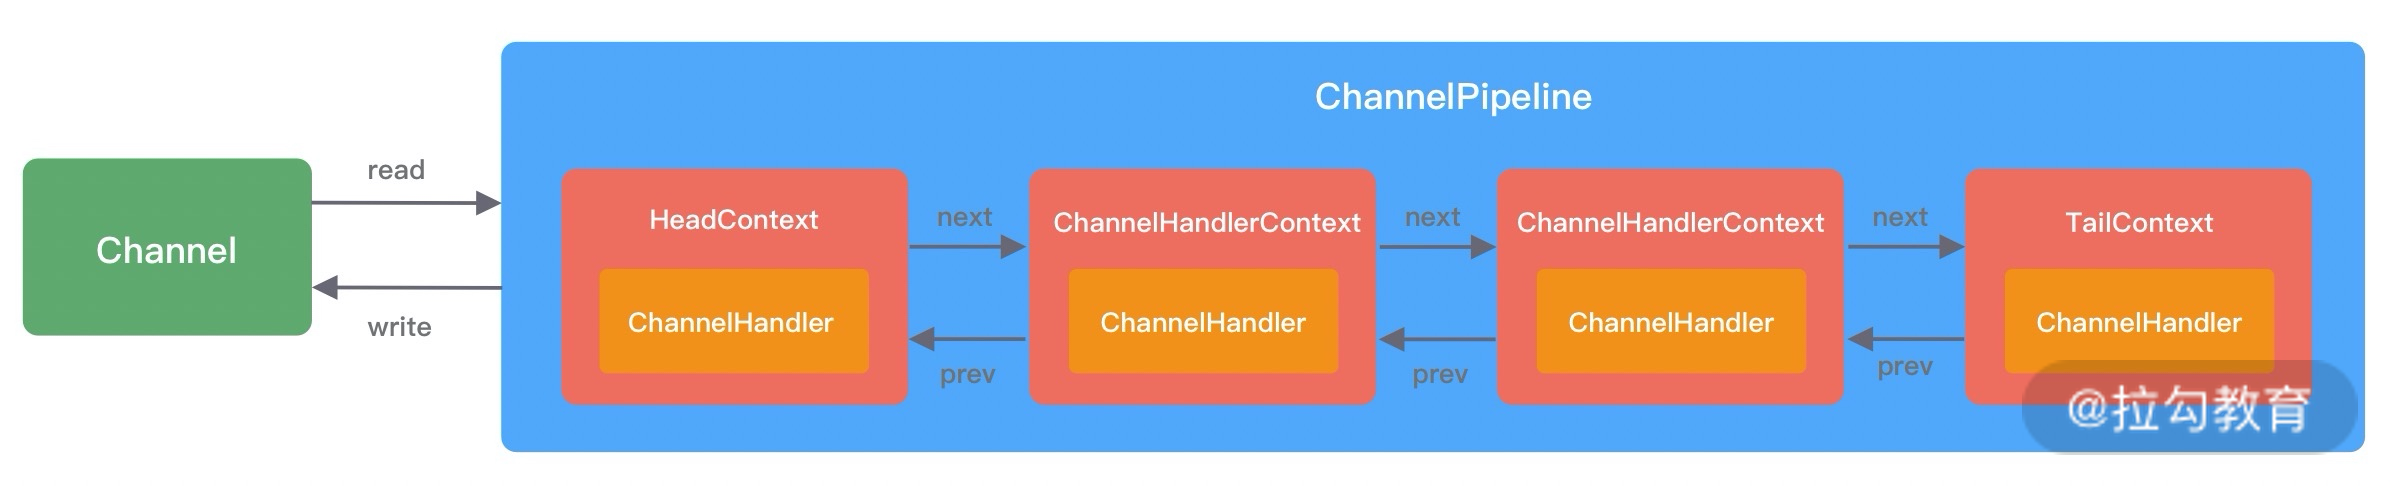 ChannelPipeline
Channel
read
write
HeadContext
ChannelHandler
next
prev
ChannelHandlerContext
ChannelHandler
next
prev
ChannelHandlerContext
ChannelHandler
next
prev
TailContext
ChannelHandler
@拉勾教育